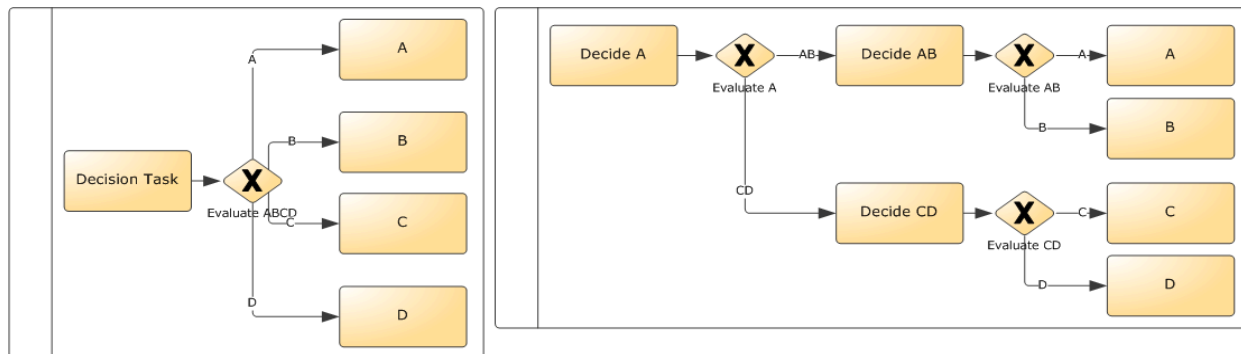 A
A
B
B
Decision Task
Evaluate ABCD
C
C
D
D
Decide A
Evaluate A
AB
Decide AB
Evaluate AB
A
A
B
B
CD
Decide CD
Evaluate CD
C
C
D
D